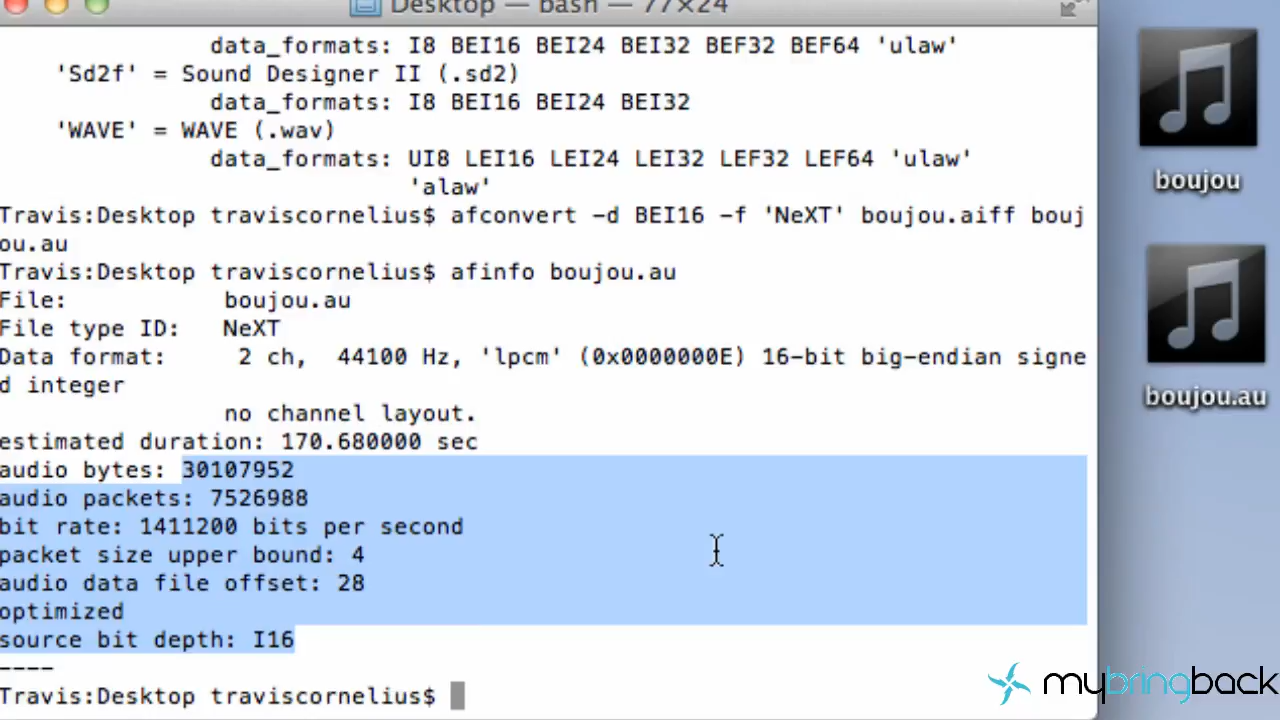 Desktop — bash — 77×24
data_formats: I8 BEI16 BEI24 BEI32 BEF32 BEF64 'ulaw'
'Sd2f' = Sound Designer II (.sd2)
data_formats: I8 BEI16 BEI24 BEI32
'WAVE' = WAVE (.wav)
data_formats: UI8 LEI16 LEI24 LEI32 LEF32 LEF64 'ulaw'
'alaw'
Travis:Desktop traviscornelius$ afconvert -d BEI16 -f 'NeXT' boujou.aiff bouj
ou.au
Travis:Desktop traviscornelius$ afinfo boujou.au
File: boujou.au
File type ID: NeXT
Data format: 2 ch, 44100 Hz, 'lpcm' (0x0000000E) 16-bit big-endian signe
d integer
no channel layout.
estimated duration: 170.680000 sec
audio bytes: 30107952
audio packets: 7526988
bit rate: 1411200 bits per second
packet size upper bound: 4
audio data file offset: 28
optimized
source bit depth: I16
----
Travis:Desktop traviscornelius$
boujou
boujou.au
mybringback